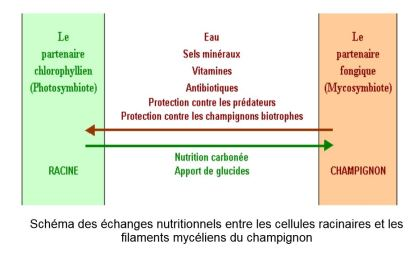 Le
partenaire
chlorophyllien
(Photosymbiote)
RACINE
Eau
Sels minéraux
Vitamines
Antibiotiques
Protection contre les prédateurs
Protection contre les champignons biotrophes
Nutrition carbonée
Apport de glucides
Le
partenaire
fongique
(Mycosymbiote)
CHAMPIGNON
Schéma des échanges nutritionnels entre les cellules racinaires et les
filaments mycéliens du champignon